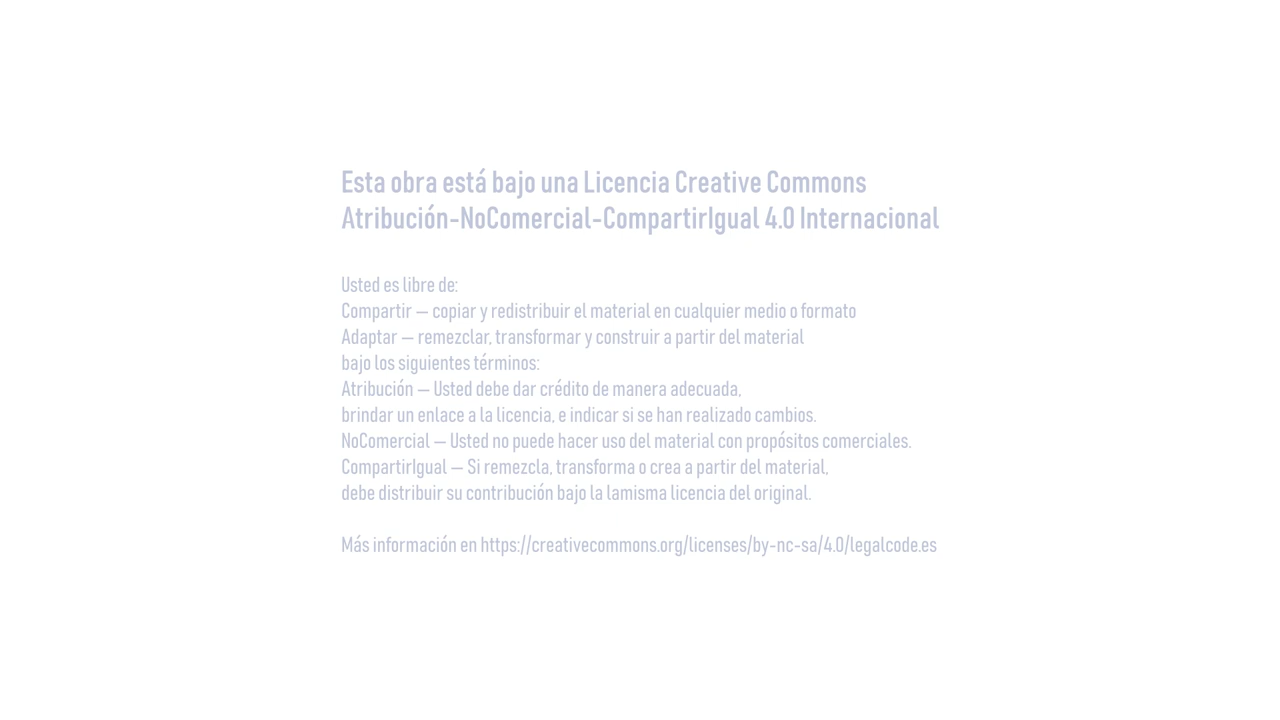 Esta obra está bajo una Licencia Creative Commons
Atribución-NoComercial-CompartirIgual 4.0 Internacional
Usted es libre de:
Compartir — copiar y redistribuir el material en cualquier medio o formato
Adaptar — remezclar, transformar y construir a partir del material
bajo los siguientes términos:
Atribución — Usted debe dar crédito de manera adecuada,
brindar un enlace a la licencia, e indicar si se han realizado cambios.
NoComercial — Usted no puede hacer uso del material con propósitos comerciales.
CompartirIgual — Si remezcla, transforma o crea a partir del material,
debe distribuir su contribución bajo la lamisma licencia del original.
Más información en https://creativecommons.org/licenses/by-nc-sa/4.0/legalcode.es